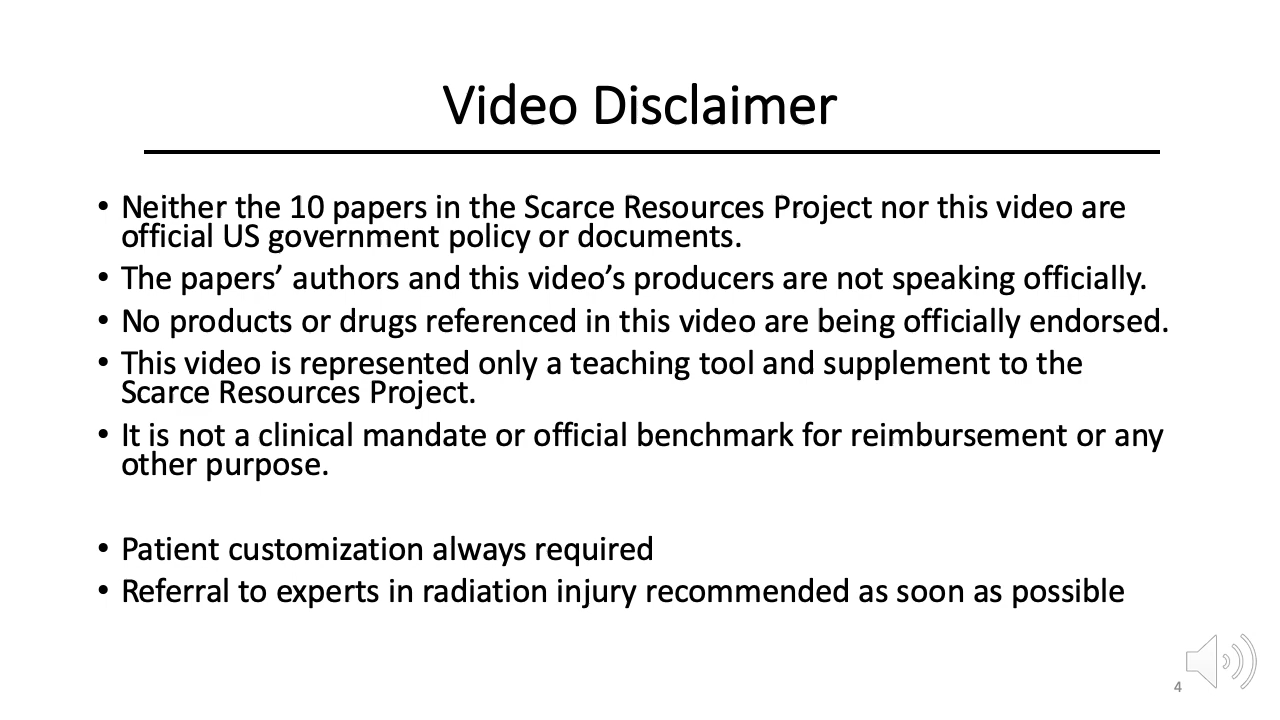 Video Disclaimer
• Neither the 10 papers in the Scarce Resources Project nor this video are
official US government policy or documents.
• The papers’ authors and this video’s producers are not speaking officially.
• No products or drugs referenced in this video are being officially endorsed.
• This video is represented only a teaching tool and supplement to the
Scarce Resources Project.
• It is not a clinical mandate or official benchmark for reimbursement or any
other purpose.
• Patient customization always required
• Referral to experts in radiation injury recommended as soon as possible
4